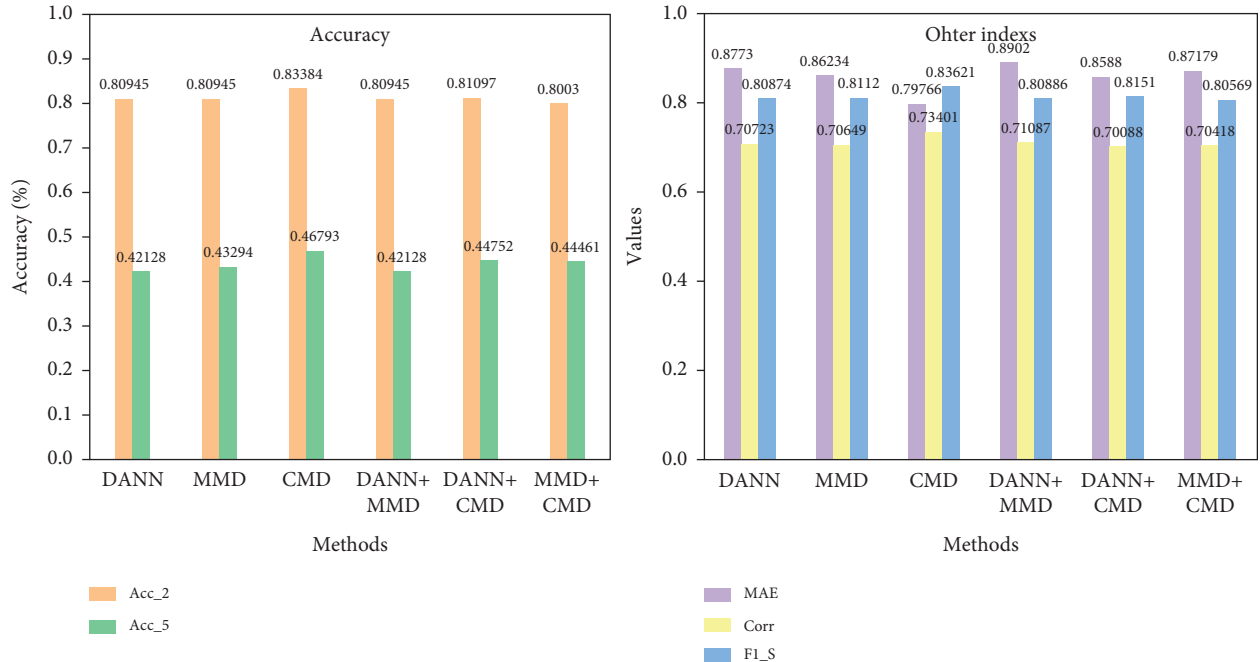 Accuracy
1.0
0.9
0.8
0.7
0.6
0.5
0.4
0.3
0.2
0.1
0.0
Accuracy (%)
0.80945
0.42128
0.80945
0.43294
0.83384
0.46793
0.80945
0.42128
0.81097
0.44752
0.8003
0.44461
DANN
MMD
CMD
DANN+
MMD
DANN+
CMD
MMD+
CMD
Methods
Acc_2
Acc_5
Ohter indexs
1.0
0.8
0.6
0.4
0.2
0.0
Values
0.8773
0.70723
0.80874
0.86234
0.70649
0.8112
0.79766
0.73401
0.83621
0.8902
0.71087
0.80886
0.8588
0.70088
0.8151
0.87179
0.70418
0.80569
DANN
MMD
CMD
DANN+
MMD
DANN+
CMD
MMD+
CMD
Methods
MAE
Corr
F1_S